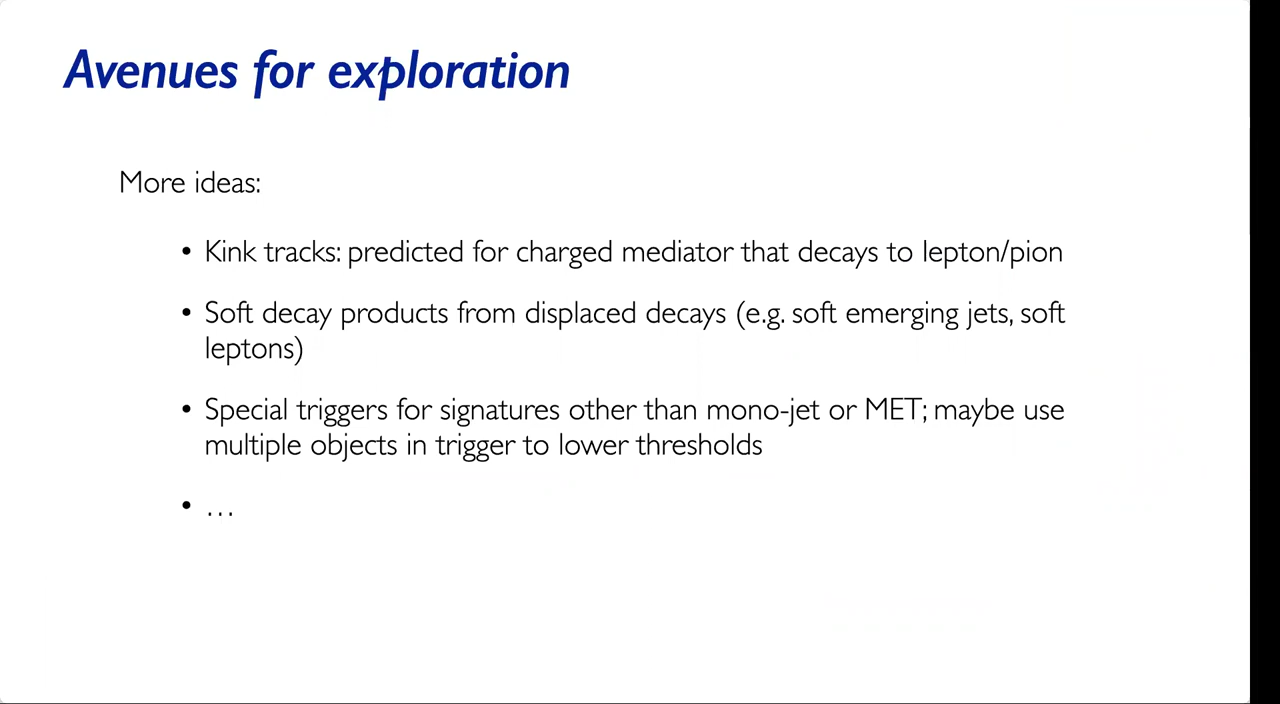 Avenues for exploration
More ideas:
• Kink tracks: predicted for charged mediator that decays to lepton/pion
• Soft decay products from displaced decays (e.g. soft emerging jets, soft
leptons)
• Special triggers for signatures other than mono-jet or MET; maybe use
multiple objects in trigger to lower thresholds
• …